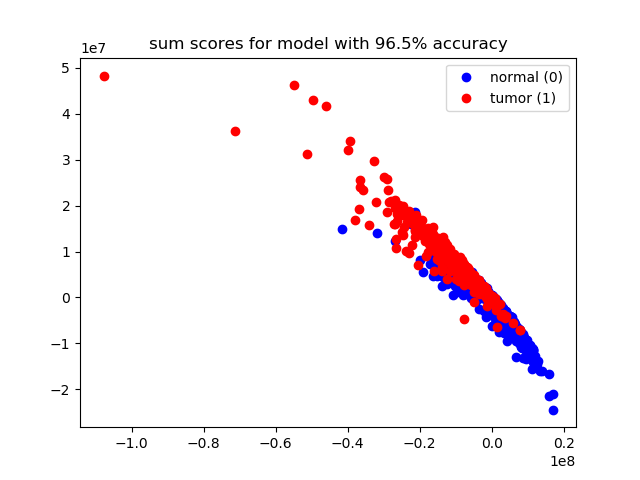 sum scores for model with 96.5% accuracy
1e7
normal (0)
tumor (1)
5
4
3
2
1
0
−1
−2
−1.0 −0.8 −0.6 −0.4 −0.2 0.0 0.2
1e8